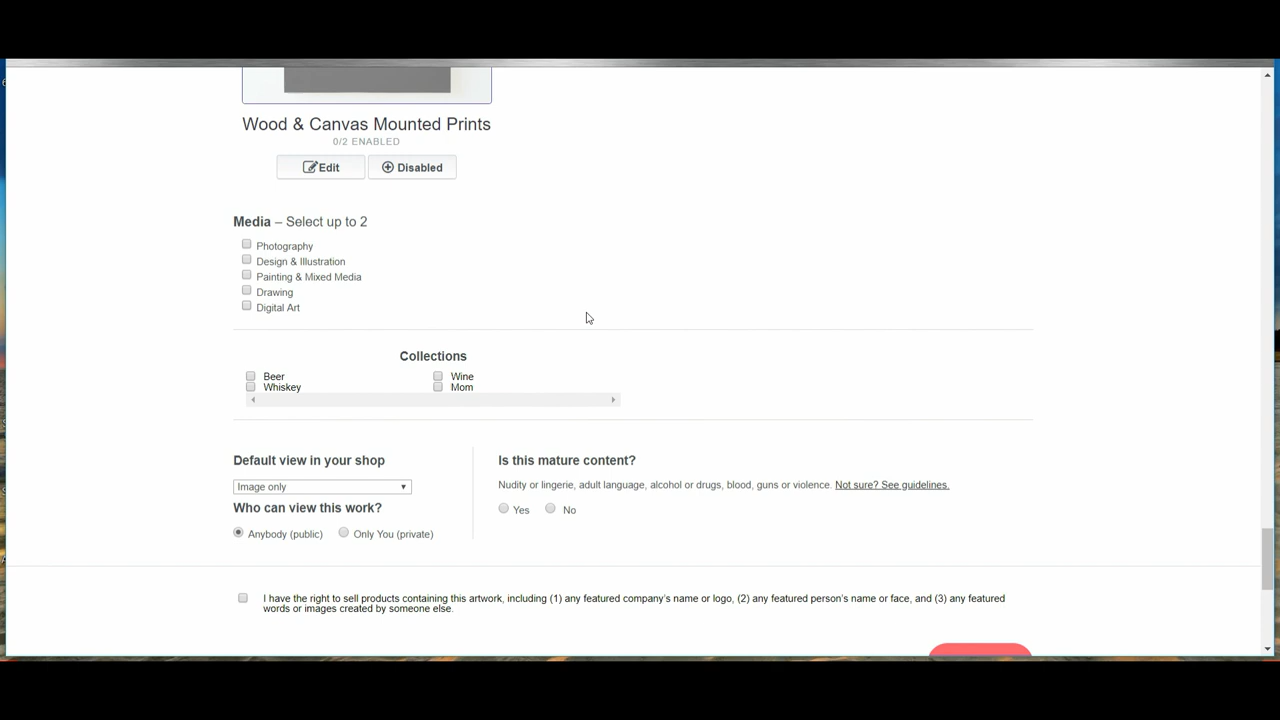 Wood & Canvas Mounted Prints
0/2 ENABLED
Edit
Disabled
Media – Select up to 2
Photography
Design & Illustration
Painting & Mixed Media
Drawing
Digital Art
Collections
Beer
Wine
Whiskey
Mom
Default view in your shop
Image only
Who can view this work?
Anybody (public)
Only You (private)
Is this mature content?
Nudity or lingerie, adult language, alcohol or drugs, blood, guns or violence. Not sure? See guidelines.
Yes
No
I have the right to sell products containing this artwork, including (1) any featured company's name or logo, (2) any featured person's name or face, and (3) any featured
words or images created by someone else.